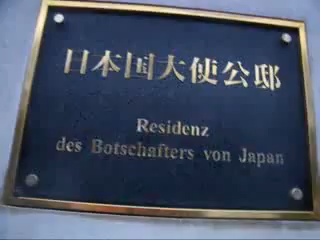 日本国大使公邸
Residenz
des Botschafters von Japan